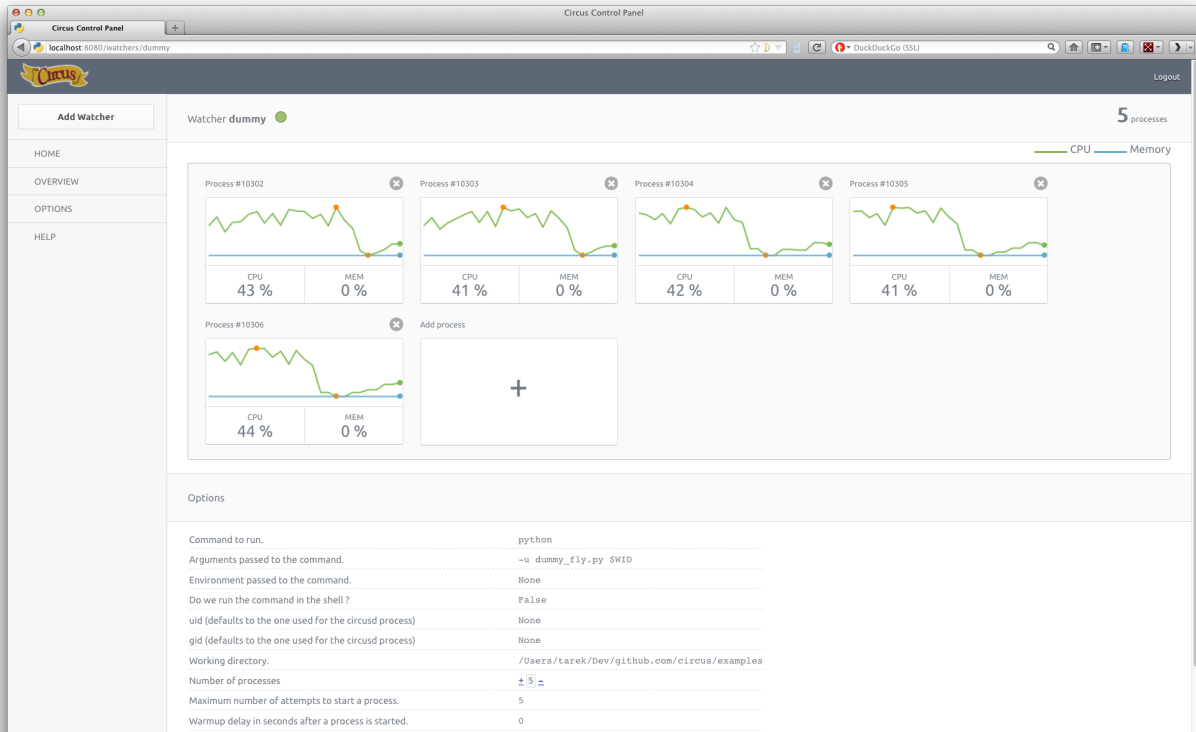 Circus Control Panel
Circus Control Panel
localhost:8080/watchers/dummy
DuckDuckGo (SSL)
Circus
Logout
Add Watcher
Watcher dummy
5 processes
HOME
OVERVIEW
OPTIONS
HELP
CPU Memory
Process #10302 Process #10303 Process #10304 Process #10305
CPU MEM CPU MEM CPU MEM CPU MEM
43 % 0 % 41 % 0 % 42 % 0 % 41 % 0 %
Process #10306 Add process
+
CPU MEM
44 % 0 %
Options
Command to run. python
Arguments passed to the command. -u dummy_fly.py $WID
Environment passed to the command. None
Do we run the command in the shell ? False
uid (defaults to the one used for the circusd process) None
gid (defaults to the one used for the circusd process) None
Working directory. /Users/tarek/Dev/github.com/circus/examples
Number of processes + 5 -
Maximum number of attempts to start a process. 5
Warmup delay in seconds after a process is started. 0